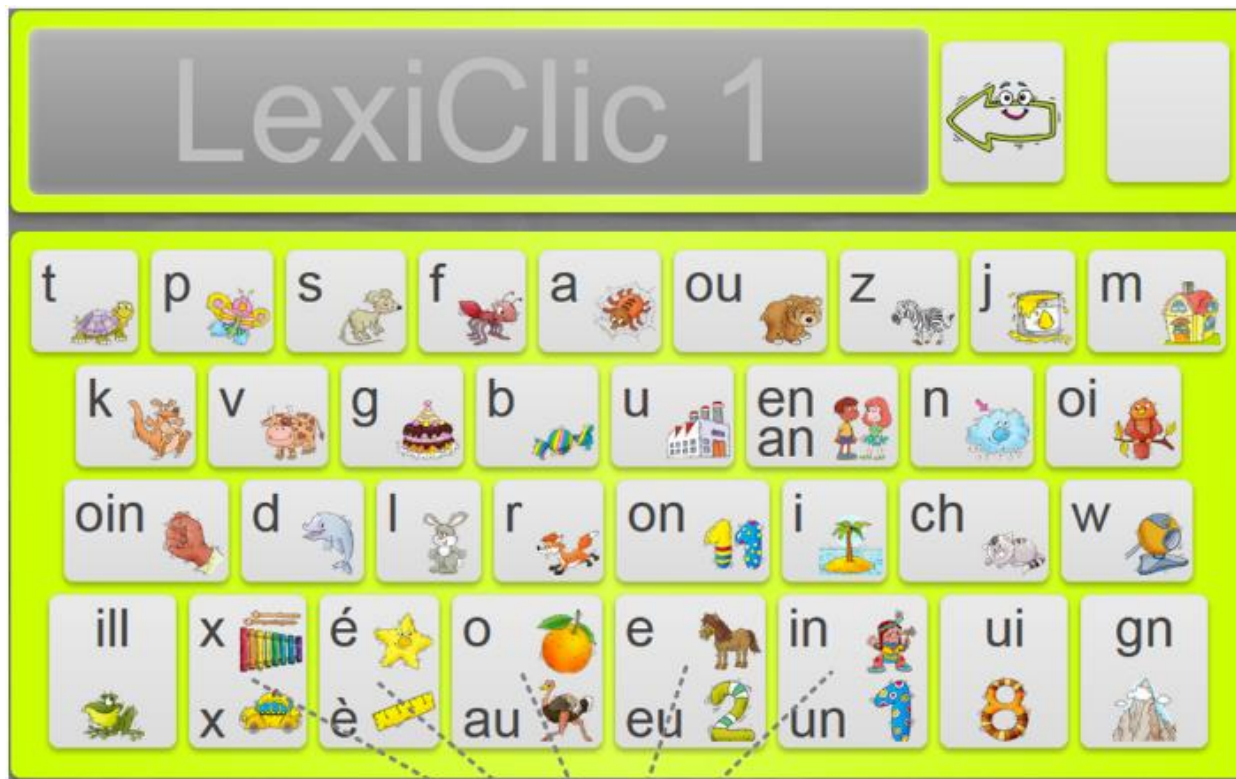 LexiClic 1
t p s f a ou z j m
k v g b u en an n oi
oin d l r on i ch w
ill x é o e in ui gn
x è au eu un